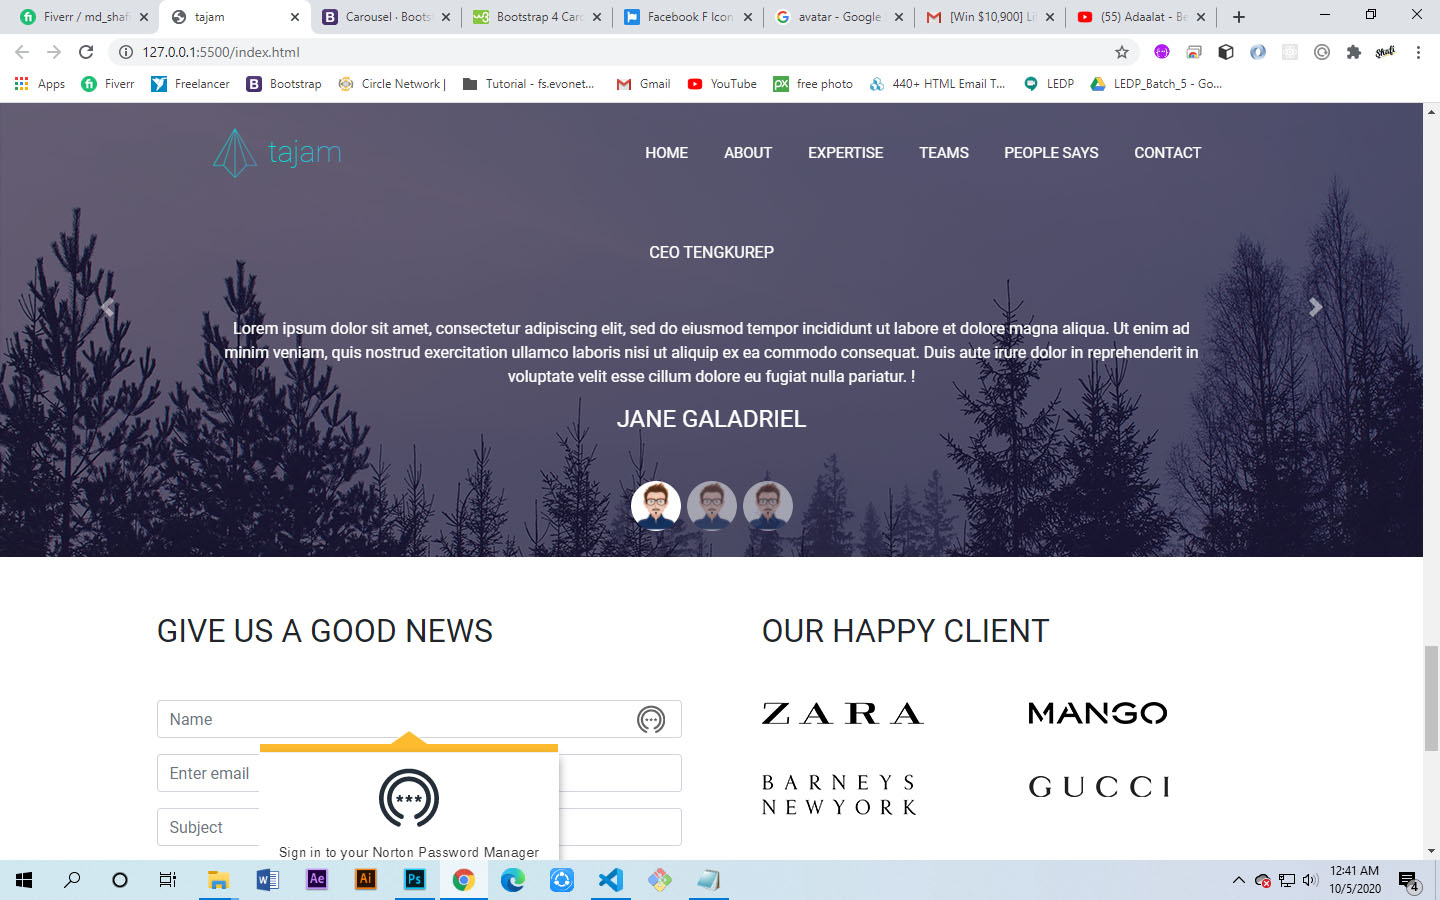 Fiverr / md_shafi
tajam
Carousel · Boots
Bootstrap 4 Caro
Facebook F Icon
avatar - Google
[Win $10,900] Li
(55) Adaalat - Be
127.0.0.1:5500/index.html
Apps
Fiverr
Freelancer
Bootstrap
Circle Network |
Tutorial - fs.evonet...
Gmail
YouTube
free photo
440+ HTML Email T...
LEDP
LEDP_Batch_5 - Go...
tajam
HOME ABOUT EXPERTISE TEAMS PEOPLE SAYS CONTACT
CEO TENGKUREP
Lorem ipsum dolor sit amet, consectetur adipiscing elit, sed do eiusmod tempor incididunt ut labore et dolore magna aliqua. Ut enim ad
minim veniam, quis nostrud exercitation ullamco laboris nisi ut aliquip ex ea commodo consequat. Duis aute irure dolor in reprehenderit in
voluptate velit esse cillum dolore eu fugiat nulla pariatur. !
JANE GALADRIEL
GIVE US A GOOD NEWS
Name
Enter email
Subject
Sign in to your Norton Password Manager
OUR HAPPY CLIENT
ZARA
MANGO
BARNEYS
NEWYORK
GUCCI
12:41 AM
10/5/2020
4